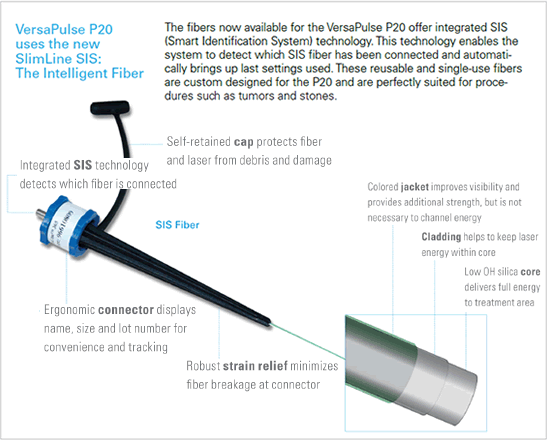 VersaPulse P20
uses the new
SlimLine SIS:
The Intelligent Fiber
The fibers now available for the VersaPulse P20 offer integrated SIS
(Smart Identification System) technology. This technology enables the
system to detect which SIS fiber has been connected and automati-
cally brings up last settings used. These reusable and single-use fibers
are custom designed for the P20 and are perfectly suited for proce-
dures such as tumors and stones.
Self-retained cap protects fiber
and laser from debris and damage
Integrated SIS technology
detects which fiber is connected
SIS Fiber
Colored jacket improves visibility and
provides additional strength, but is not
necessary to channel energy
Cladding helps to keep laser
energy within core
Low OH silica core
delivers full energy
to treatment area
Ergonomic connector displays
name, size and lot number for
convenience and tracking
Robust strain relief minimizes
fiber breakage at connector